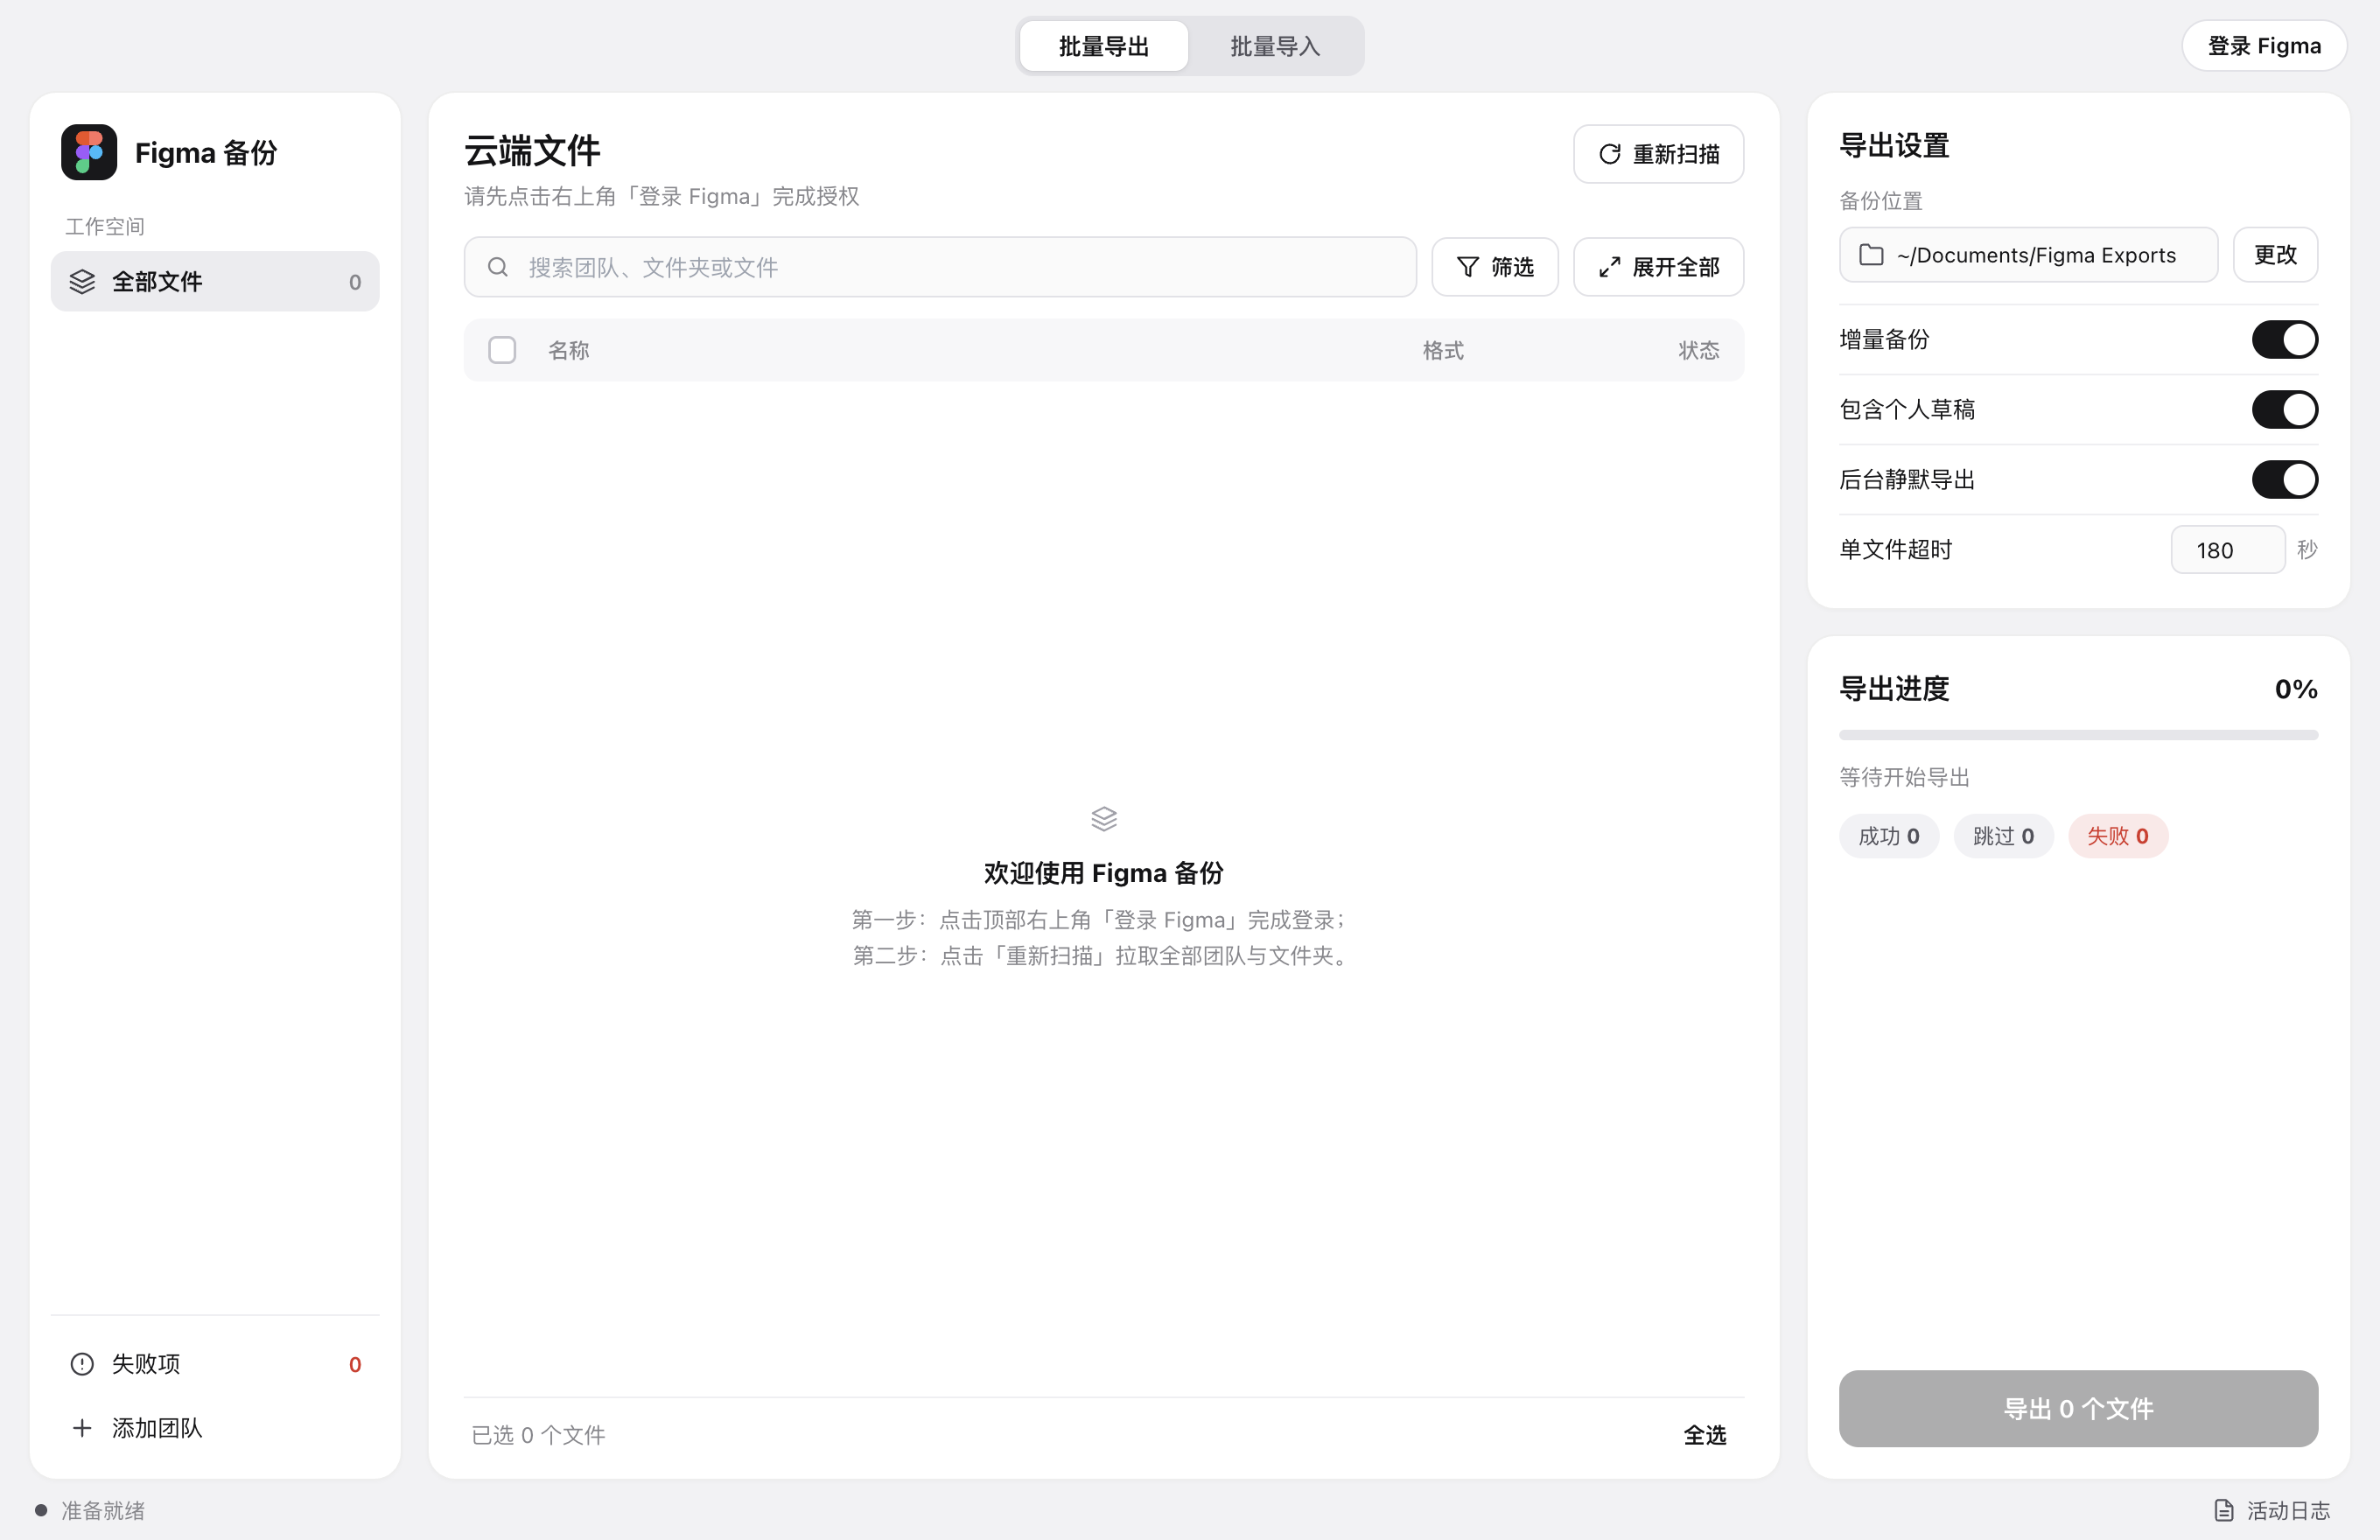 批量导出
批量导入
登录 Figma
Figma 备份
工作空间
全部文件
0
失败项
0
添加团队
云端文件
请先点击右上角「登录 Figma」完成授权
重新扫描
搜索团队、文件夹或文件
筛选
展开全部
名称
格式
状态
欢迎使用 Figma 备份
第一步：点击顶部右上角「登录 Figma」完成登录；
第二步：点击「重新扫描」拉取全部团队与文件夹。
已选 0 个文件
全选
导出设置
备份位置
~/Documents/Figma Exports
更改
增量备份
包含个人草稿
后台静默导出
单文件超时
180
秒
导出进度
0%
等待开始导出
成功 0
跳过 0
失败 0
导出 0 个文件
准备就绪
活动日志